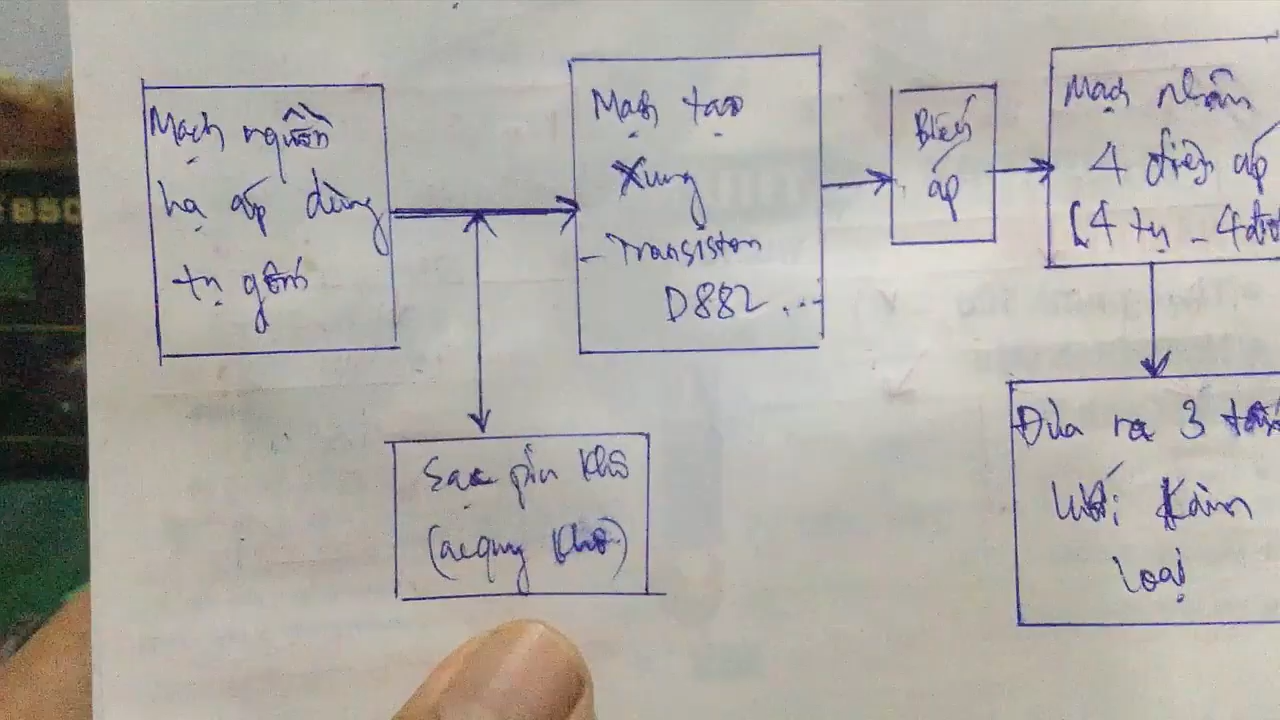 Mạch nguồn
hạ áp dùng
tụ gốm
Mạch tạo
Xung
- Transistor
D882 ...
Biến
áp
Mạch nhân
4 điện áp
(4 tụ - 4
Sạc pin khô
(acquy khô)
Đưa ra 3 tấm
lưới kim
loại